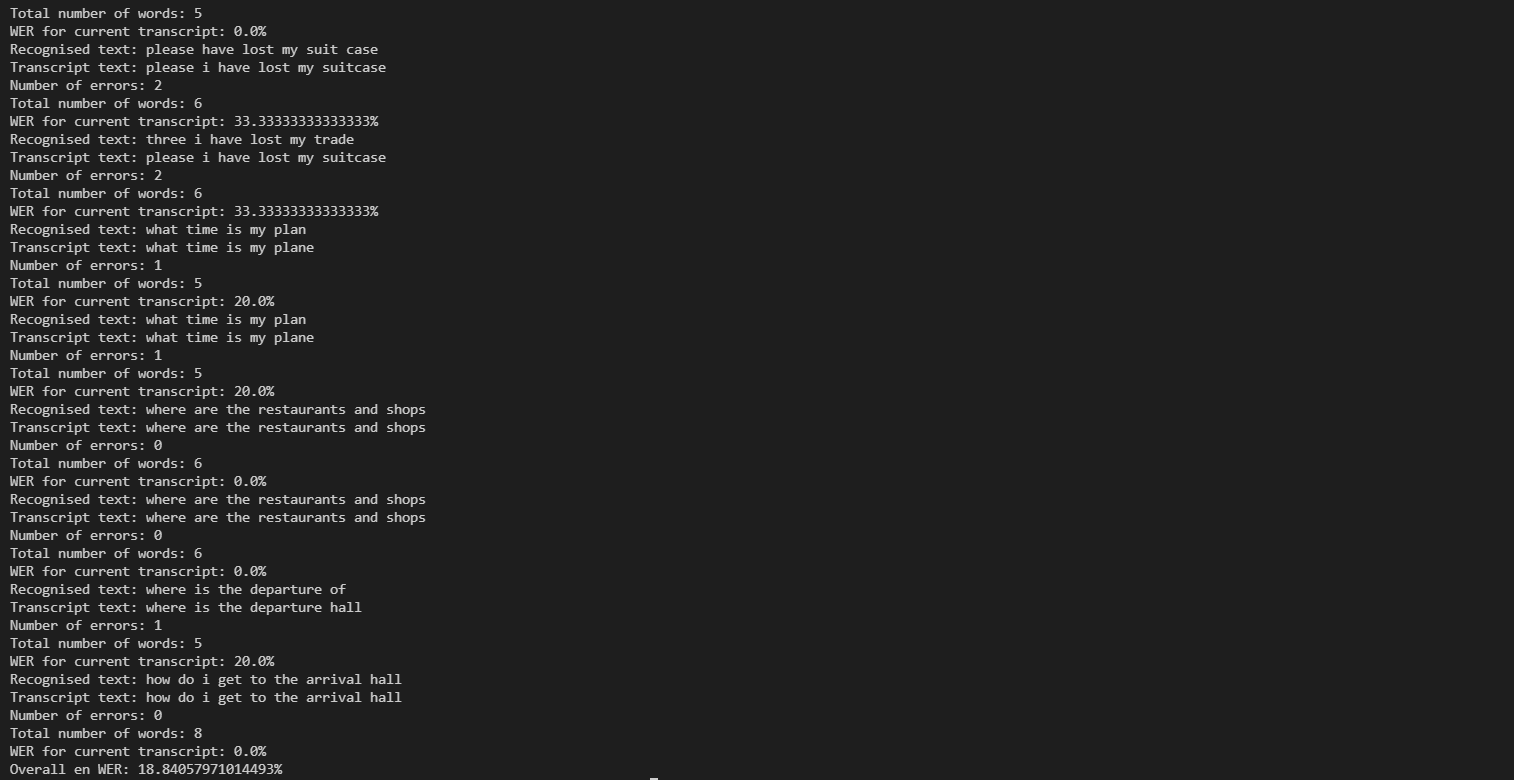 Total number of words: 5
WER for current transcript: 0.0%
Recognised text: please have lost my suit case
Transcript text: please i have lost my suitcase
Number of errors: 2
Total number of words: 6
WER for current transcript: 33.33333333333333%
Recognised text: three i have lost my trade
Transcript text: please i have lost my suitcase
Number of errors: 2
Total number of words: 6
WER for current transcript: 33.33333333333333%
Recognised text: what time is my plan
Transcript text: what time is my plane
Number of errors: 1
Total number of words: 5
WER for current transcript: 20.0%
Recognised text: what time is my plan
Transcript text: what time is my plane
Number of errors: 1
Total number of words: 5
WER for current transcript: 20.0%
Recognised text: where are the restaurants and shops
Transcript text: where are the restaurants and shops
Number of errors: 0
Total number of words: 6
WER for current transcript: 0.0%
Recognised text: where are the restaurants and shops
Transcript text: where are the restaurants and shops
Number of errors: 0
Total number of words: 6
WER for current transcript: 0.0%
Recognised text: where is the departure of
Transcript text: where is the departure hall
Number of errors: 1
Total number of words: 5
WER for current transcript: 20.0%
Recognised text: how do i get to the arrival hall
Transcript text: how do i get to the arrival hall
Number of errors: 0
Total number of words: 8
WER for current transcript: 0.0%
Overall en WER: 18.84057971014493%